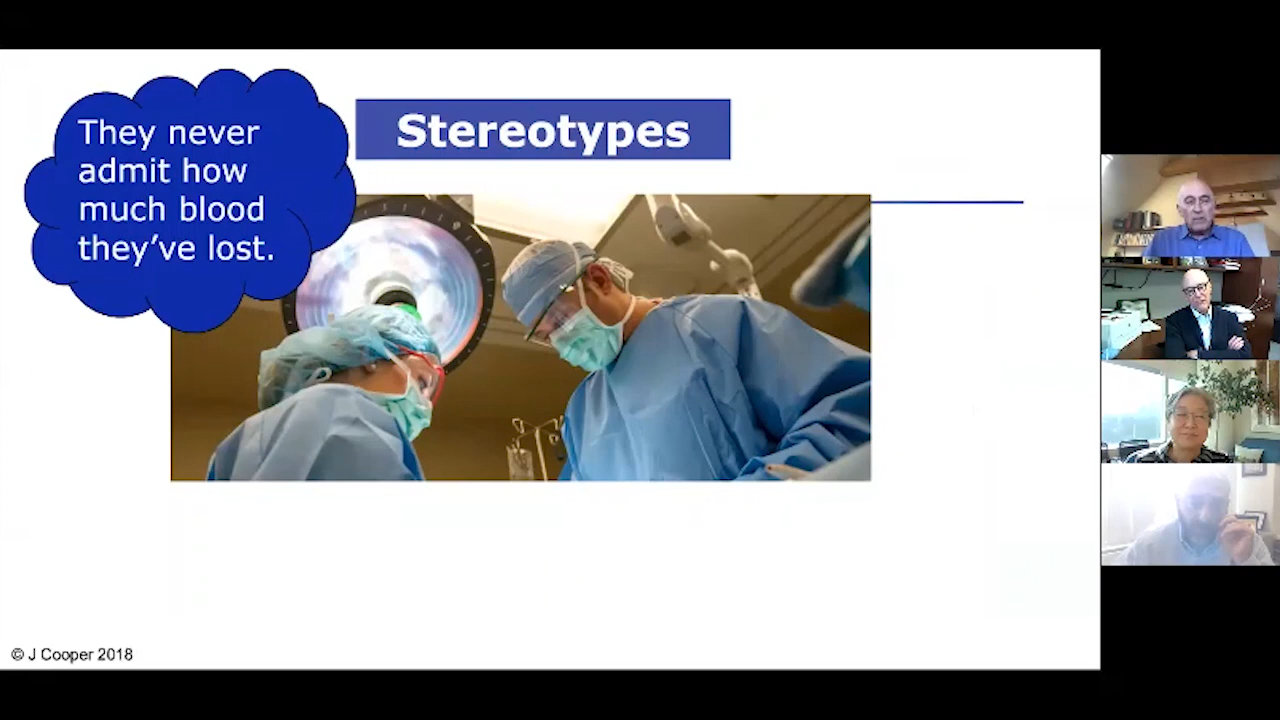 They never
admit how
much blood
they’ve lost.
Stereotypes
© J Cooper 2018